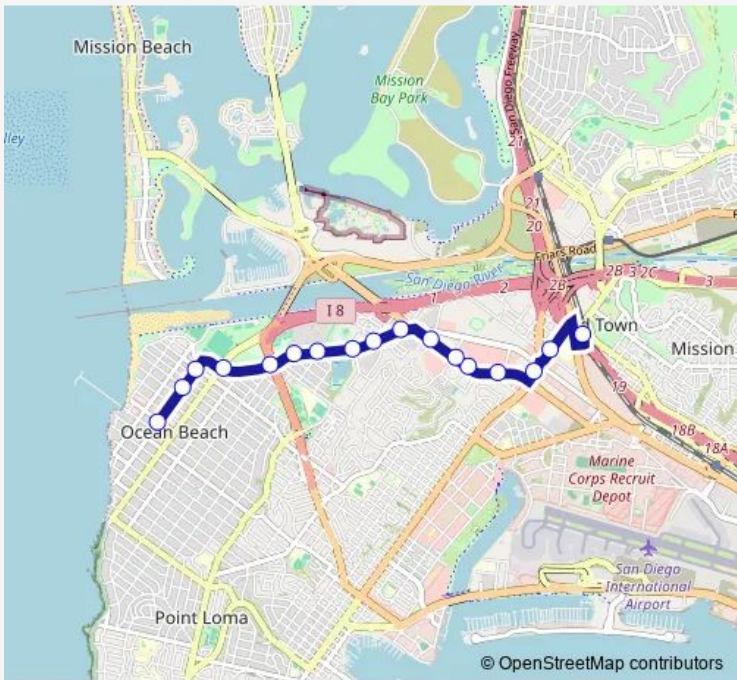 Mission Beach
Mission
Bay Park
San Diego Freeway
21
lley
21
20
Friars Road
San Diego River
2B
2B
3
2C
3
1
2
I 8
d Town
Mission
19
Ocean Beach
18B
18A
Marine
Corps Recruit
Depot
San Diego
International
Airport
Point Loma
© OpenStreetMap contributors